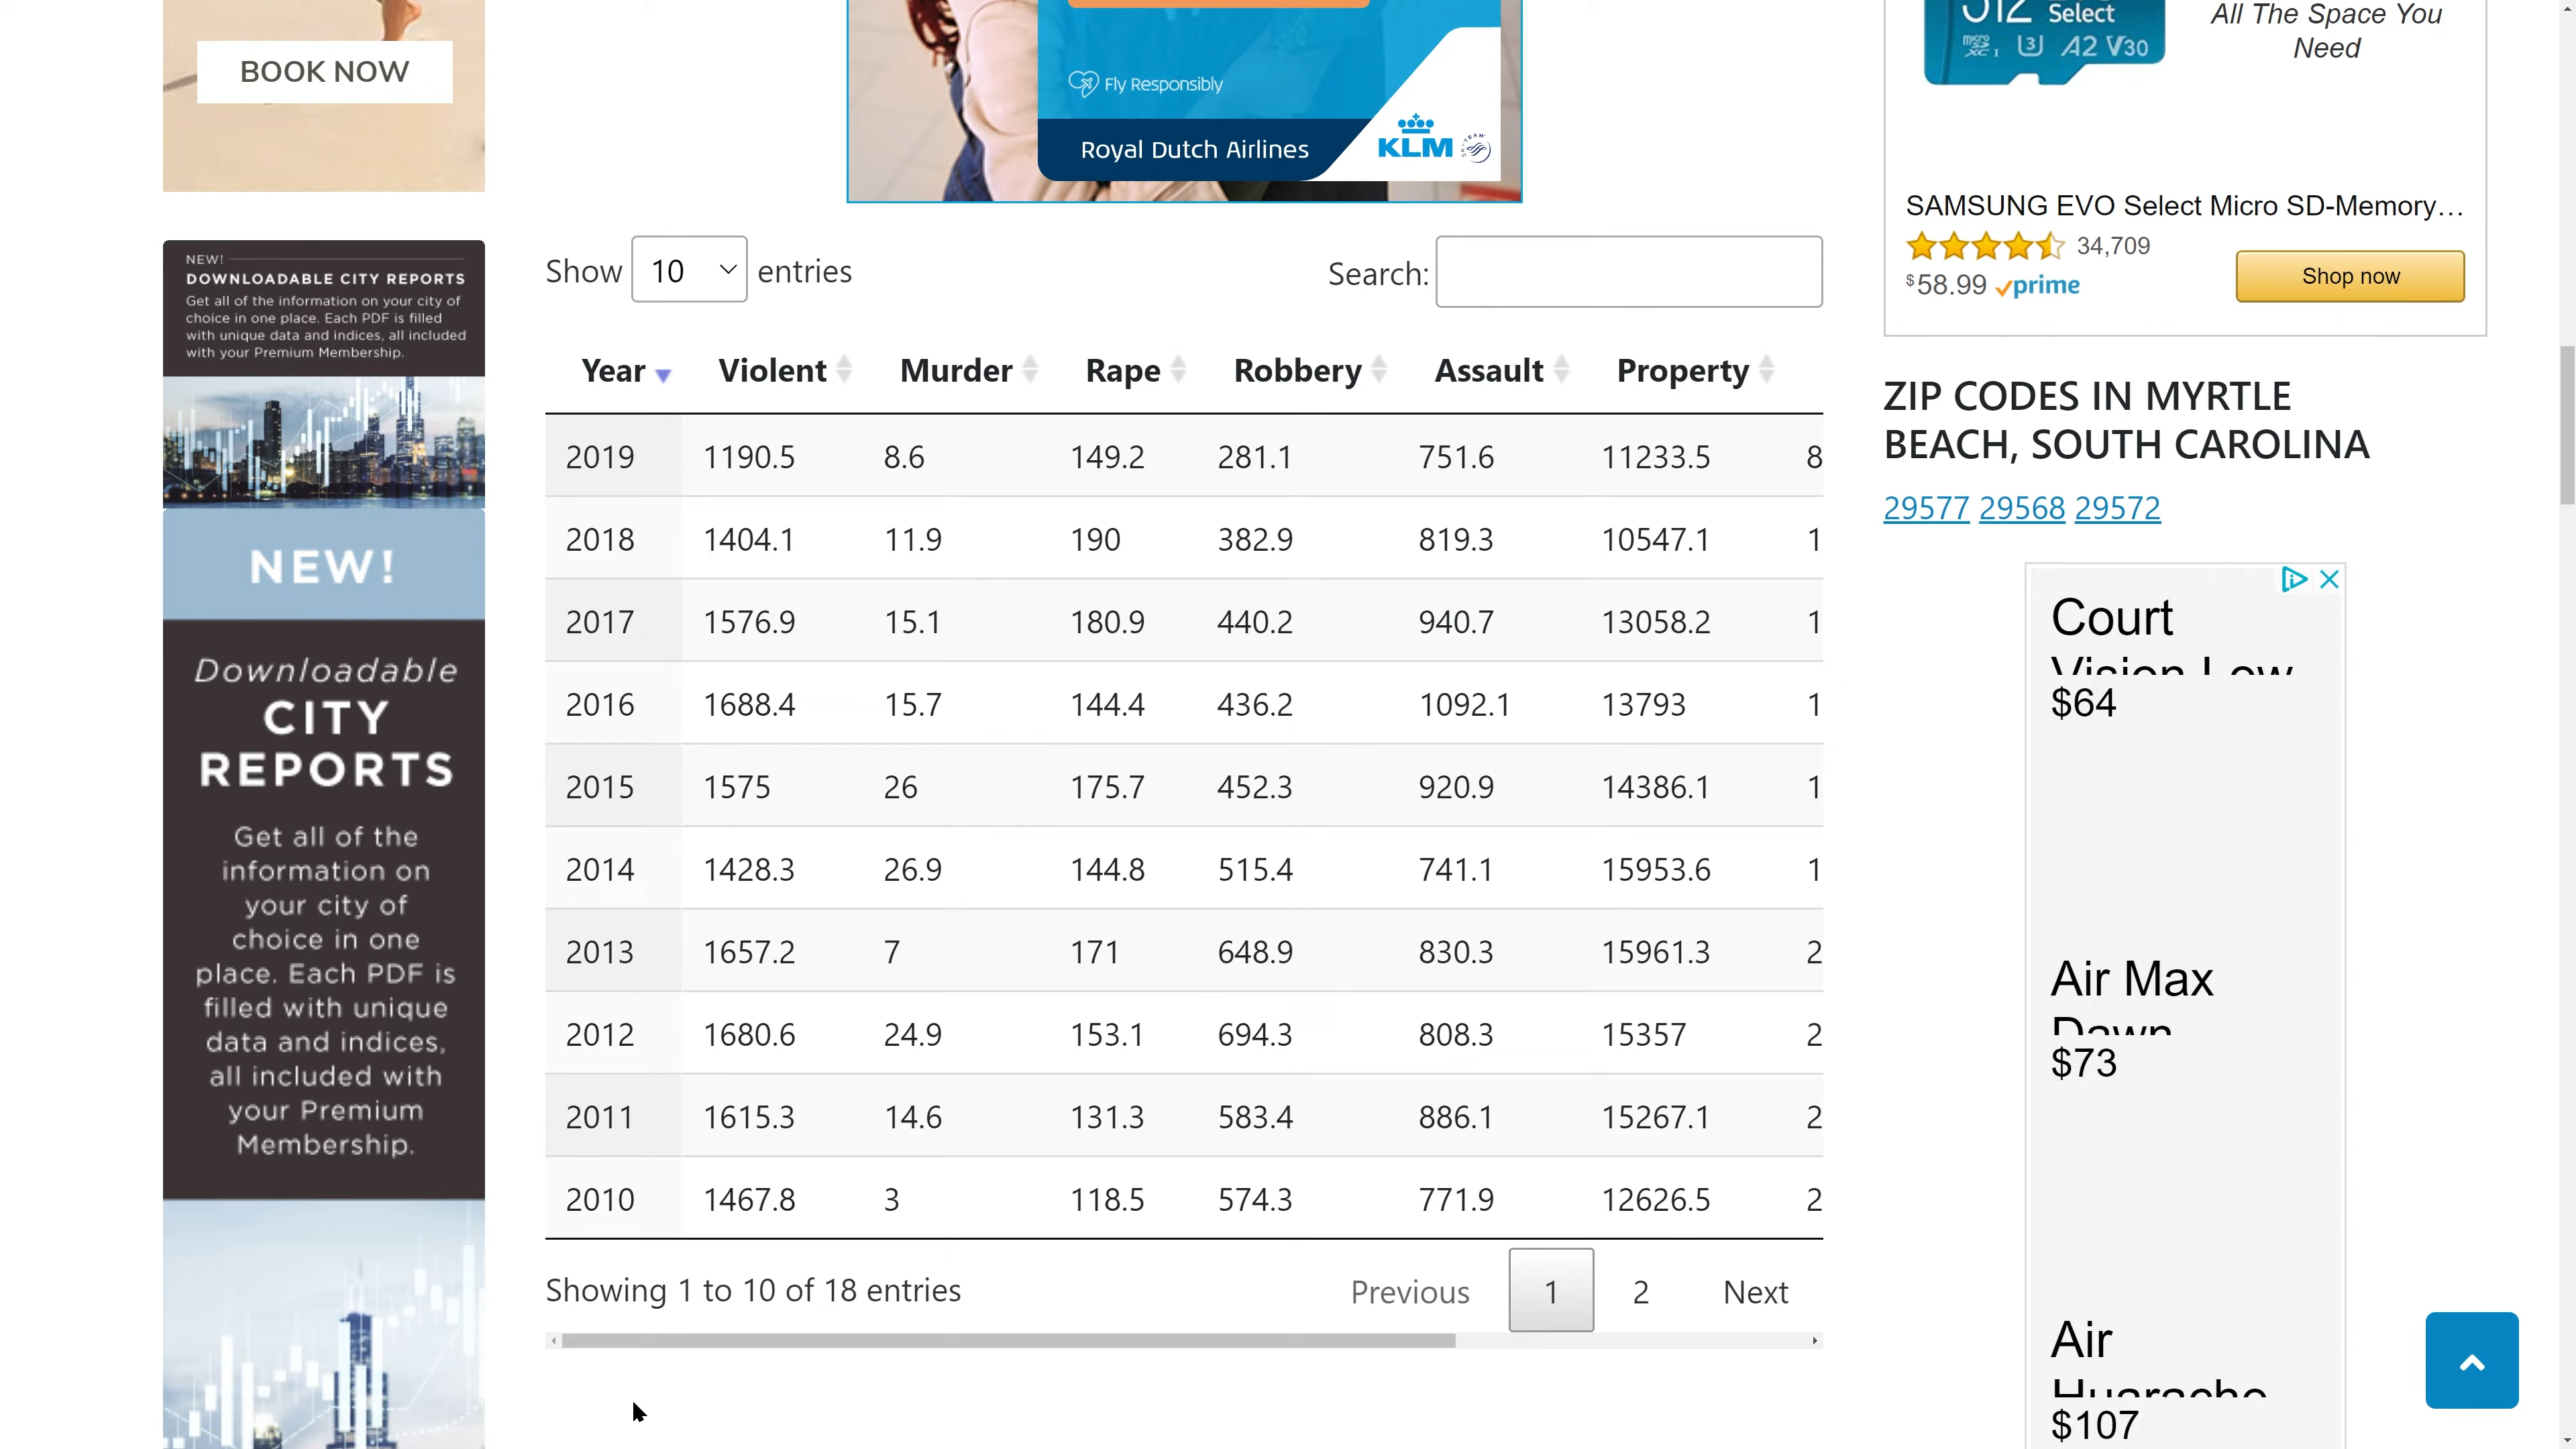 BOOK NOW
NEW!
DOWNLOADABLE CITY REPORTS
Get all of the information on your city of
choice in one place. Each PDF is filled
with unique data and indices, all included
with your Premium Membership.
NEW!
Downloadable
CITY
REPORTS
Get all of the
information on
your city of
choice in one
place. Each PDF is
filled with unique
data and indices,
all included with
your Premium
Membership.
Fly Responsibly
Royal Dutch Airlines
KLM
Show 10 entries
Search:
Year Violent Murder Rape Robbery Assault Property
2019 1190.5 8.6 149.2 281.1 751.6 11233.5 8
2018 1404.1 11.9 190 382.9 819.3 10547.1 1
2017 1576.9 15.1 180.9 440.2 940.7 13058.2 1
2016 1688.4 15.7 144.4 436.2 1092.1 13793 1
2015 1575 26 175.7 452.3 920.9 14386.1 1
2014 1428.3 26.9 144.8 515.4 741.1 15953.6 1
2013 1657.2 7 171 648.9 830.3 15961.3 2
2012 1680.6 24.9 153.1 694.3 808.3 15357 2
2011 1615.3 14.6 131.3 583.4 886.1 15267.1 2
2010 1467.8 3 118.5 574.3 771.9 12626.5 2
Showing 1 to 10 of 18 entries
Previous 1 2 Next
512 Select
micro SD XC I U3 A2 V30
All The Space You
Need
SAMSUNG EVO Select Micro SD-Memory…
34,709
$58.99 prime
Shop now
ZIP CODES IN MYRTLE
BEACH, SOUTH CAROLINA
29577 29568 29572
Court
Vision Low
$64
Air Max
Dawn
$73
Air
Huarache
$107